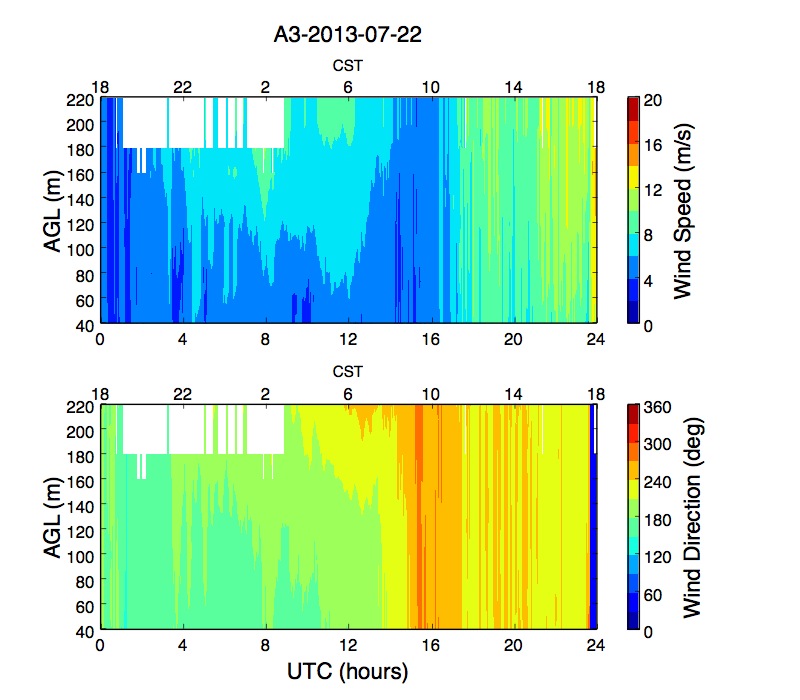 A3-2013-07-22
CST
18 22 2 6 10 14 18
220
200
180
160
140
120
100
80
60
40
AGL (m)
0 4 8 12 16 20 24
20
16
12
8
4
0
Wind Speed (m/s)
CST
18 22 2 6 10 14 18
220
200
180
160
140
120
100
80
60
40
AGL (m)
0 4 8 12 16 20 24
UTC (hours)
360
300
240
180
120
60
0
Wind Direction (deg)